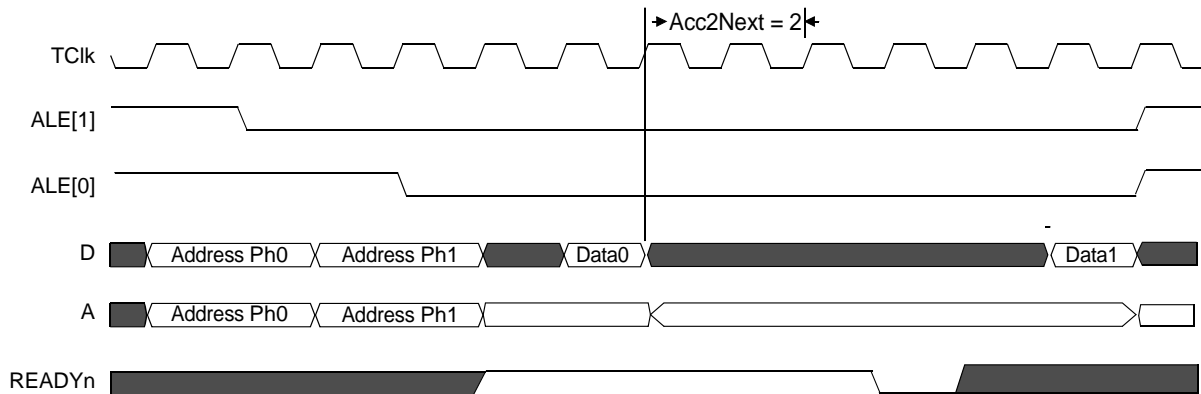 Acc2Next = 2
TClk
ALE[1]
ALE[0]
D Address Ph0 Address Ph1 Data0 Data1
A Address Ph0 Address Ph1
READYn